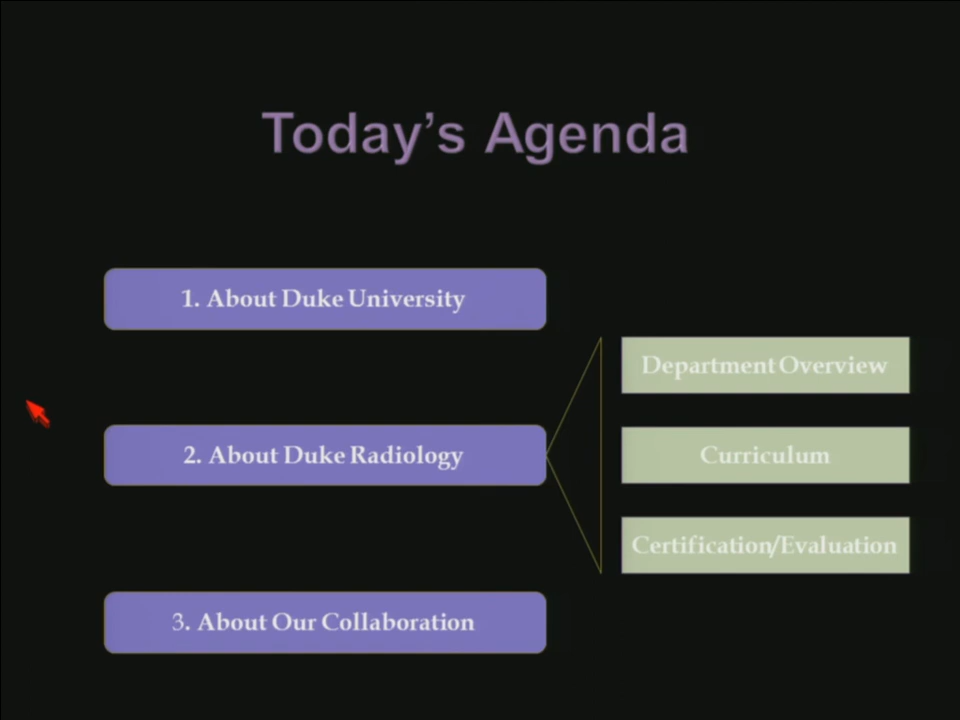 Today’s Agenda
1. About Duke University
2. About Duke Radiology
Department Overview
Curriculum
Certification/Evaluation
3. About Our Collaboration